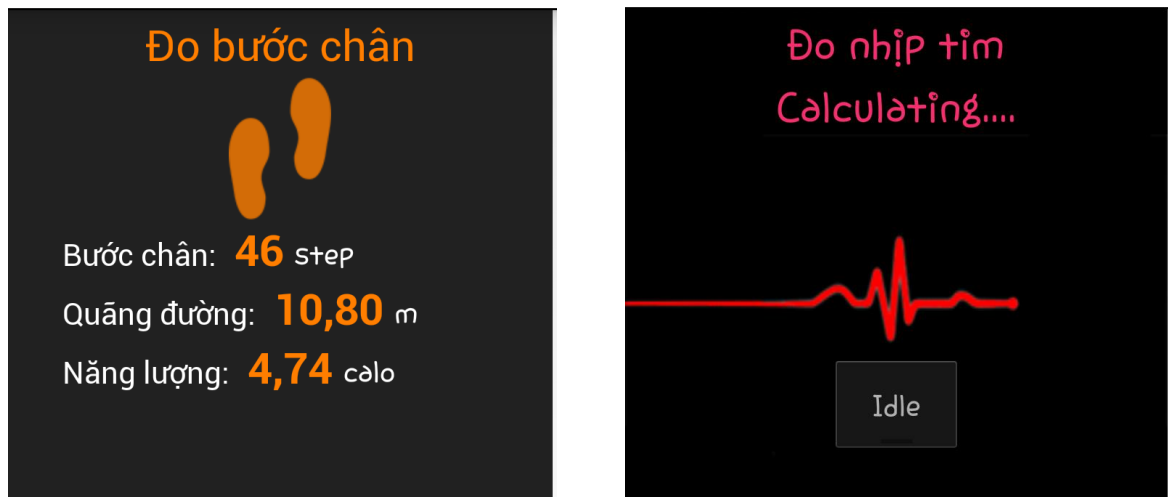 Đo bước chân
Bước chân: 46 step
Quãng đường: 10,80 m
Năng lượng: 4,74 calo
Đo nhịp tim
Calculating....
Idle